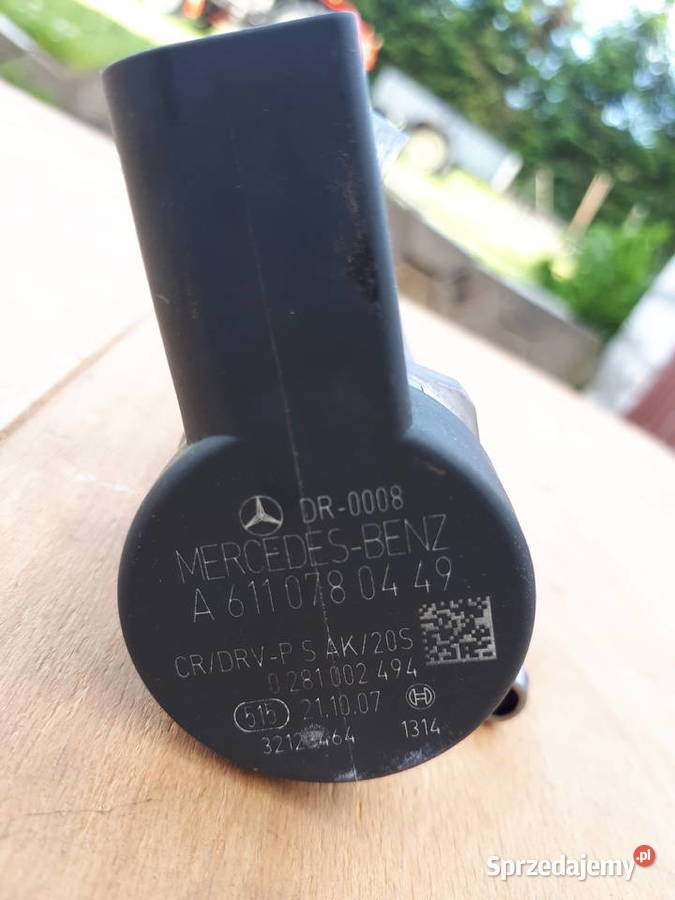 DR-0008
MERCEDES-BENZ
A 611 078 04 49
CR/DRV-P S AK/20S
0 281 002 494
515 21.10.07
1314
Sprzedajemy.pl